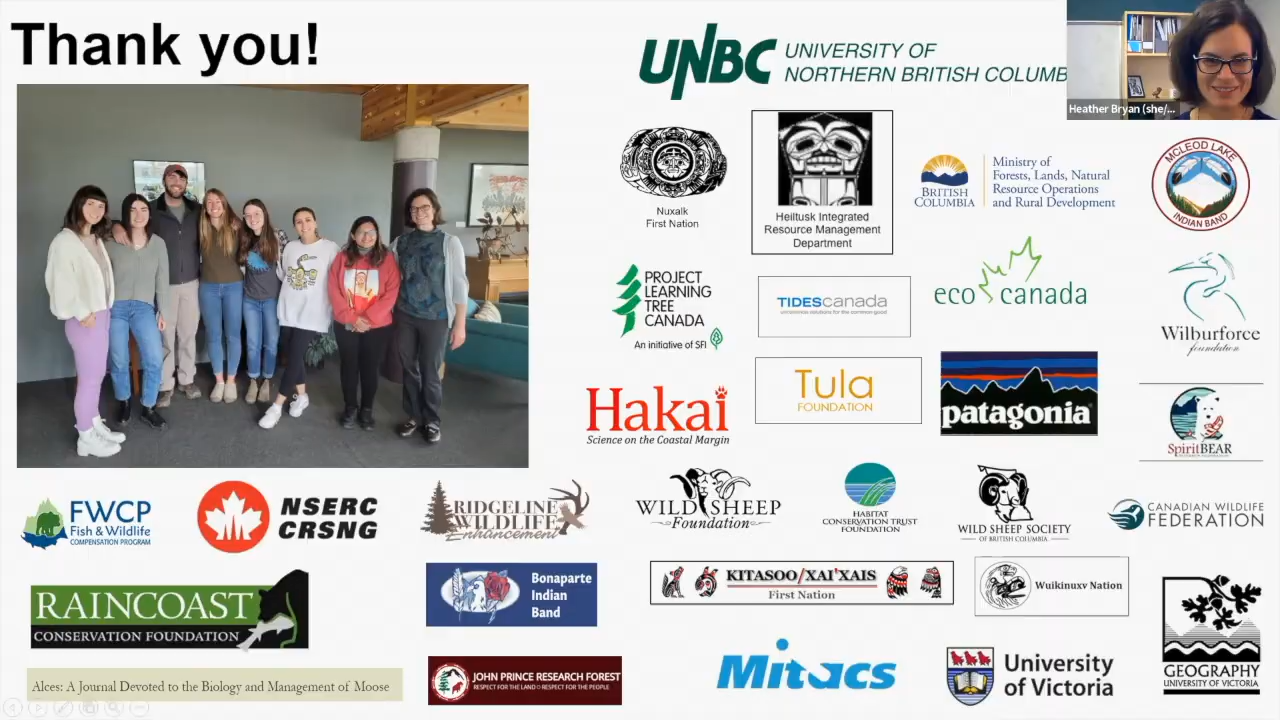 Thank you!
UNBC
UNIVERSITY OF
NORTHERN BRITISH COLUMB
Heather Bryan (she/...
Nuxalk
First Nation
Heiltusk Integrated
Resource Management
Department
BRITISH
COLUMBIA
Ministry of
Forests, Lands, Natural
Resource Operations
and Rural Development
MCLEOD LAKE
INDIAN BAND
PROJECT
LEARNING
TREE
CANADA
An initiative of SFI
TIDESCANADA
eco canada
Wilburforce
foundation
Hakai
Science on the Coastal Margin
Tula
FOUNDATION
patagonia
SpiritBEAR
FWCP
Fish & Wildlife
COMPENSATION PROGRAM
NSERC
CRSNG
RIDGELINE
WILDLIFE
Enhancement
WILD SHEEP
Foundation
HABITAT
CONSERVATION TRUST
FOUNDATION
WILD SHEEP SOCIETY
OF BRITISH COLUMBIA
CANADIAN WILDLIFE
FEDERATION
RAINCOAST
CONSERVATION FOUNDATION
Bonaparte
Indian
Band
KITASOO/XAI'XAIS
First Nation
Wuikinuxv Nation
Alces: A Journal Devoted to the Biology and Management of Moose
JOHN PRINCE RESEARCH FOREST
RESPECT FOR THE LAND RESPECT FOR THE PEOPLE
Mitacs
University
of Victoria
GEOGRAPHY
UNIVERSITY OF VICTORIA